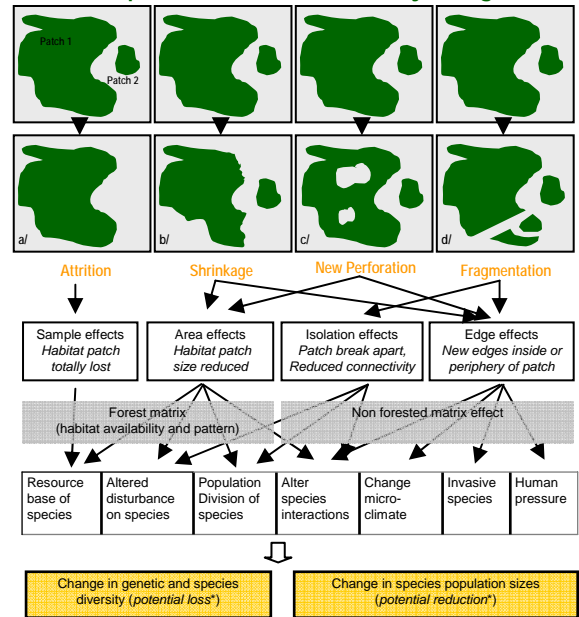 Patch 1
Patch 2
a/
b/
c/
d/
Attrition
Shrinkage
New Perforation
Fragmentation
Sample effects
Habitat patch
totally lost
Area effects
Habitat patch
size reduced
Isolation effects
Patch break apart,
Reduced connectivity
Edge effects
New edges inside or
periphery of patch
Forest matrix
(habitat availability and pattern)
Non forested matrix effect
Resource
base of
species
Altered
disturbance
on species
Population
Division of
species
Alter
species
interactions
Change
micro-
climate
Invasive
species
Human
pressure
Change in genetic and species
diversity (potential loss*)
Change in species population sizes
(potential reduction*)